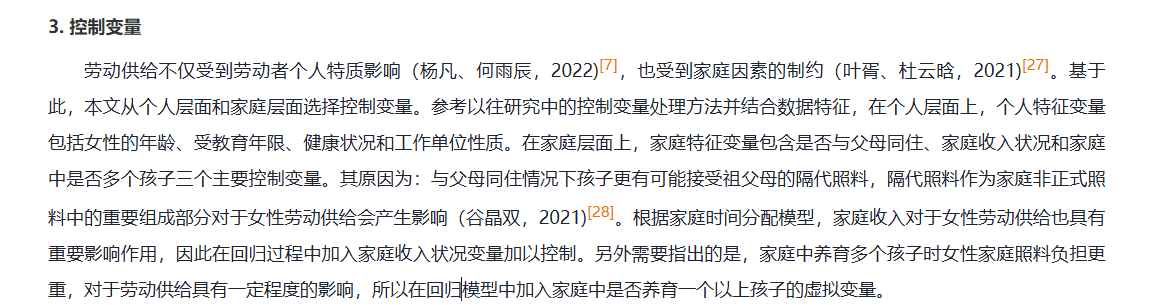 3. 控制变量
劳动供给不仅受到劳动者个人特质影响（杨凡、何雨辰，2022)[7]，也受到家庭因素的制约（叶胥、杜云晗，2021)[27]。基于
此，本文从个人层面和家庭层面选择控制变量。参考以往研究中的控制变量处理方法并结合数据特征，在个人层面上，个人特征变量
包括女性的年龄、受教育年限、健康状况和工作单位性质。在家庭层面上，家庭特征变量包含是否与父母同住、家庭收入状况和家庭
中是否多个孩子三个主要控制变量。其原因为：与父母同住情况下孩子更有可能接受祖父母的隔代照料，隔代照料作为家庭非正式照
料中的重要组成部分对于女性劳动供给会产生影响（谷晶双，2021)[28]。根据家庭时间分配模型，家庭收入对于女性劳动供给也具有
重要影响作用，因此在回归过程中加入家庭收入状况变量加以控制。另外需要指出的是，家庭中养育多个孩子时女性家庭照料负担更
重，对于劳动供给具有一定程度的影响，所以在回归模型中加入家庭中是否养育一个以上孩子的虚拟变量。